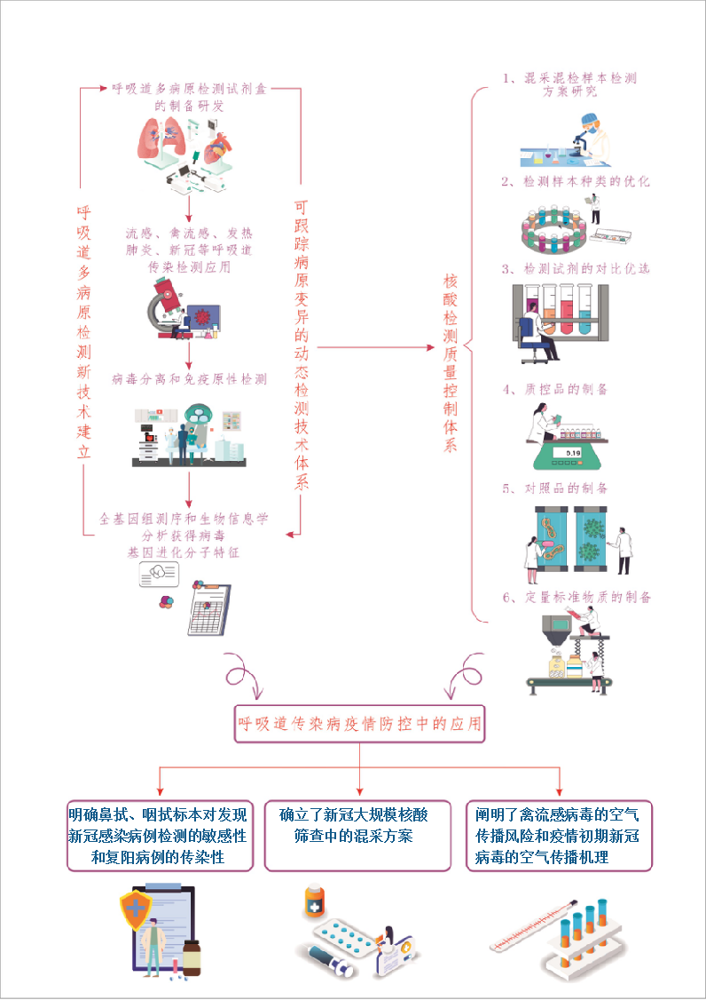 呼吸道多病原检测试剂盒
的制备研发
流感、禽流感、发热
肺炎、新冠等呼吸道
传染检测应用
病毒分离和免疫原性检测
全基因组测序和生物信息学
分析获得病毒
基因进化分子特征
呼吸道多病原检测新技术建立
可跟踪病原变异的动态检测技术体系
核酸检测质量控制体系
1、混采混检样本检测
方案研究
2、检测样本种类的优化
3、检测试剂的对比优选
4、质控品的制备
0.19
5、对照品的制备
6、定量标准物质的制备
呼吸道传染病疫情防控中的应用
明确鼻拭、咽拭标本对发现
新冠感染病例检测的敏感性
和复阳病例的传染性
确立了新冠大规模核酸
筛查中的混采方案
阐明了禽流感病毒的空气
传播风险和疫情初期新冠
病毒的空气传播机理